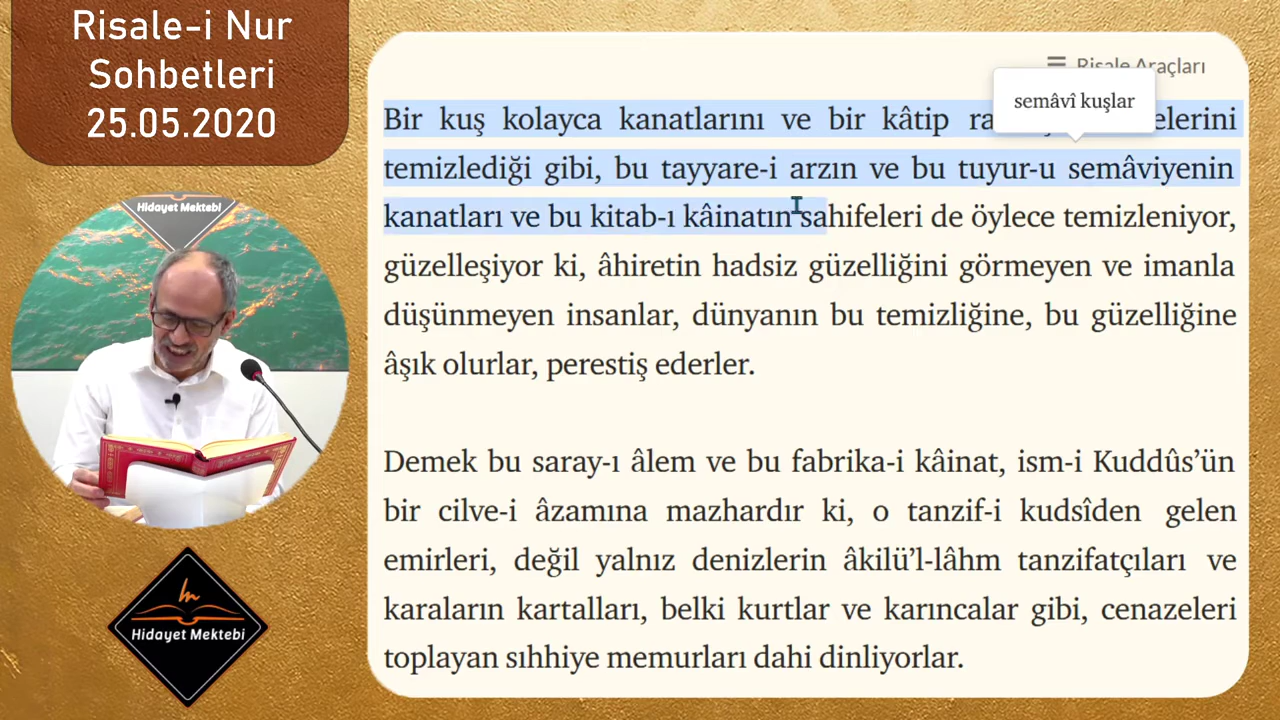 Risale-i Nur
Sohbetleri
25.05.2020
Hidayet Mektebi
Hidayet Mektebi
Risale Araçları
semâvî kuşlar
Bir kuş kolayca kanatlarını ve bir kâtip elerini
temizlediği gibi, bu tayyare-i arzın ve bu tuyur-u semâviyenin
kanatları ve bu kitab-ı kâinatın sahifeleri de öylece temizleniyor,
güzelleşiyor ki, âhiretin hadsiz güzelliğini görmeyen ve imanla
düşünmeyen insanlar, dünyanın bu temizliğine, bu güzelliğine
âşık olurlar, perestiş ederler.
Demek bu saray-ı âlem ve bu fabrika-i kâinat, ism-i Kuddûs’ün
bir cilve-i âzamına mazhardır ki, o tanzif-i kudsîden gelen
emirleri, değil yalnız denizlerin âkilü’l-lâhm tanzifatçıları ve
karaların kartalları, belki kurtlar ve karıncalar gibi, cenazeleri
toplayan sıhhiye memurları dahi dinliyorlar.